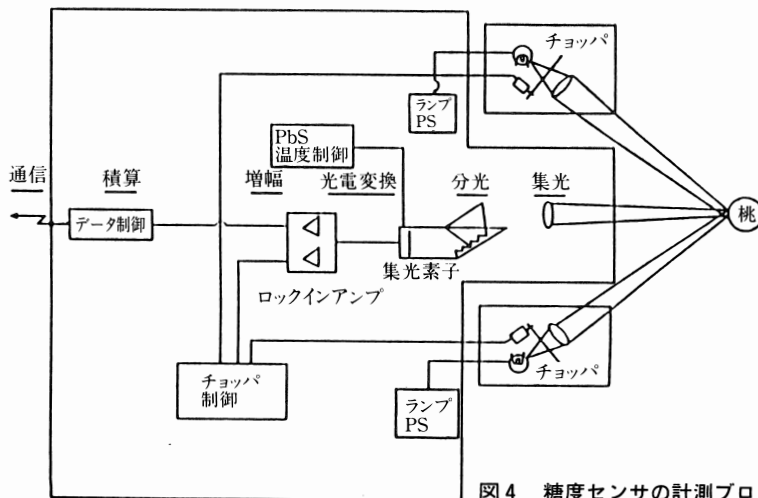 チョッパ
ランプ
PS
PbS
温度制御
通信
積算
増幅
光電変換
分光
集光
データ制御
桃
集光素子
ロックインアンプ
チョッパ
制御
ランプ
PS
チョッパ
図4 糖度センサの計測ブロ